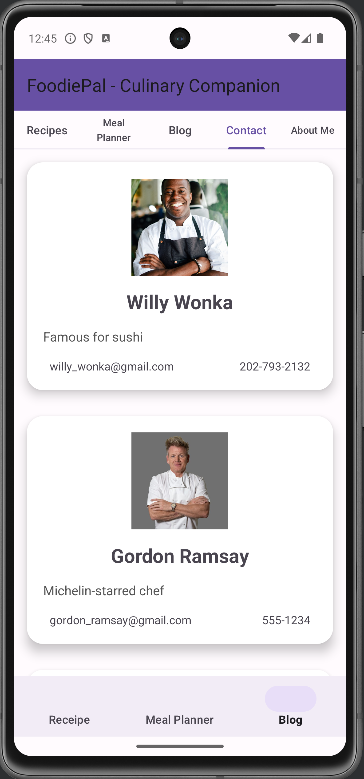 12:45
FoodiePal - Culinary Companion
Recipes
Meal
Planner
Blog
Contact
About Me
Willy Wonka
Famous for sushi
willy_wonka@gmail.com 202-793-2132
Gordon Ramsay
Michelin-starred chef
gordon_ramsay@gmail.com 555-1234
Receipe Meal Planner Blog